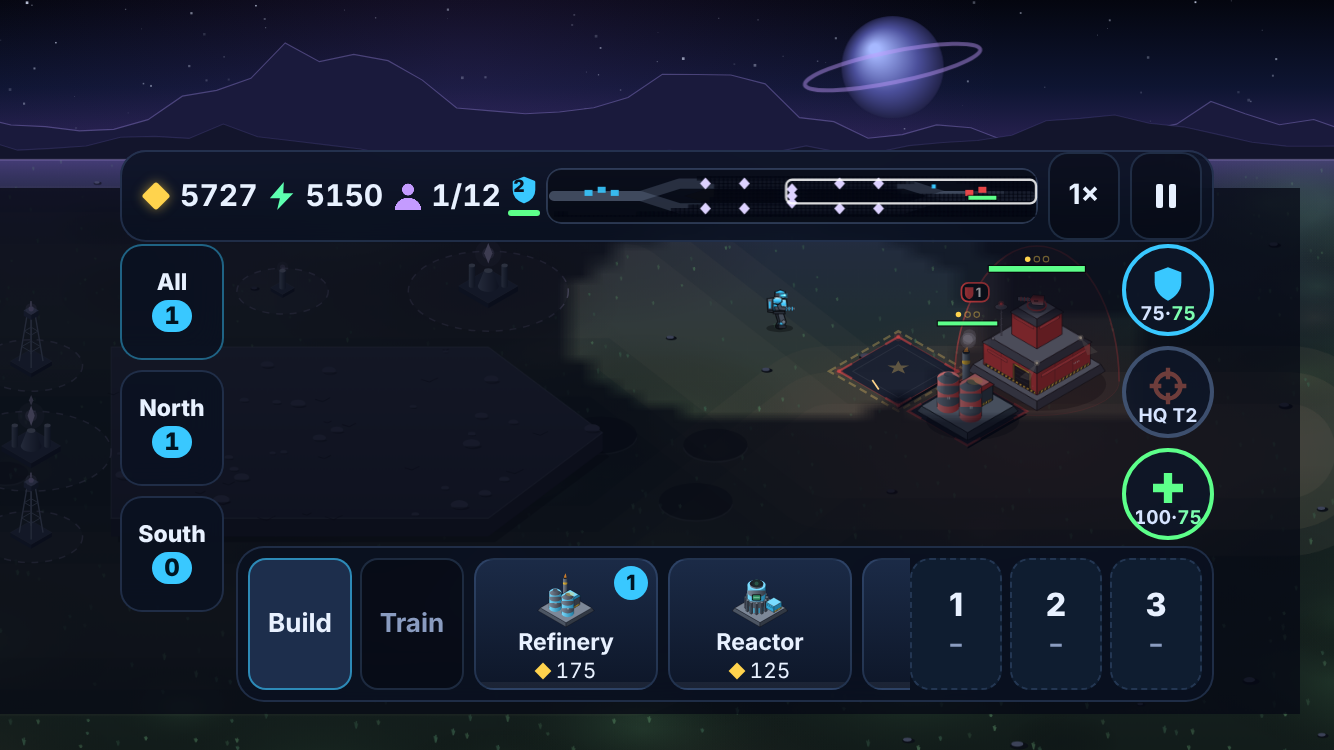 5727
5150
1/12
2
1×
All
1
North
1
South
0
1
75·75
HQ T2
100·75
Build
Train
1
Refinery
175
Reactor
125
1
–
2
–
3
–